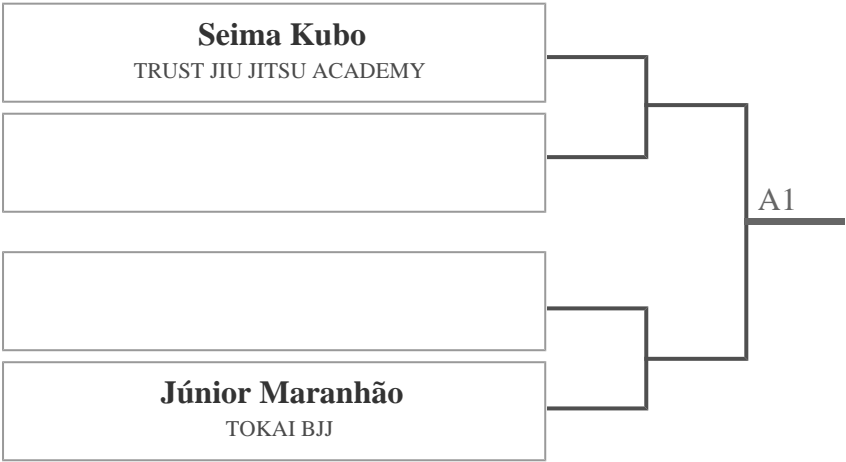 Seima Kubo
TRUST JIU JITSU ACADEMY
A1
Júnior Maranhão
TOKAI BJJ